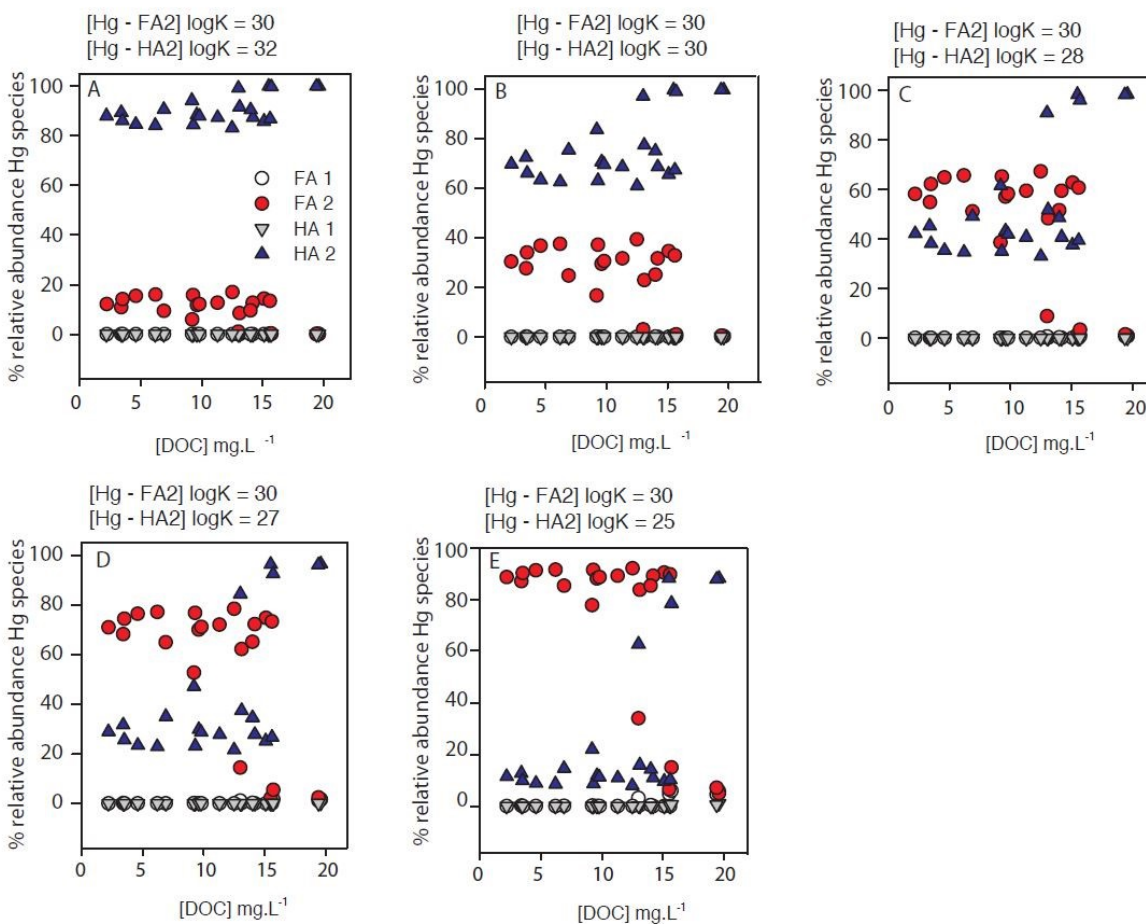 [Hg - FA2] logK = 30
[Hg - HA2] logK = 32
% relative abundance Hg species
100
80
60
40
20
0
A
FA 1
FA 2
HA 1
HA 2
0 5 10 15 20
[DOC] mg.L -1
[Hg - FA2] logK = 30
[Hg - HA2] logK = 30
% relative abundance Hg species
100
80
60
40
20
0
B
0 5 10 15 20
[DOC] mg.L -1
[Hg - FA2] logK = 30
[Hg - HA2] logK = 28
% relative abundance Hg species
100
80
60
40
20
0
C
0 5 10 15 20
[DOC] mg.L -1
[Hg - FA2] logK = 30
[Hg - HA2] logK = 27
% relative abundance Hg species
100
80
60
40
20
0
D
0 5 10 15 20
[DOC] mg.L-1
[Hg - FA2] logK = 30
[Hg - HA2] logK = 25
% relative abundance Hg species
100
80
60
40
20
0
E
0 5 10 15 20
[DOC] mg.L-1